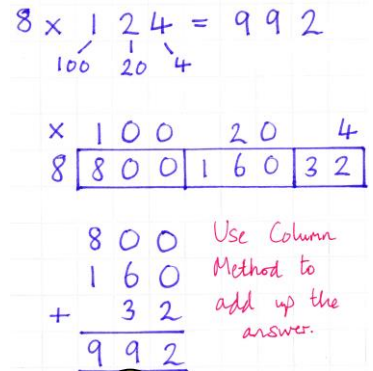 8 × 124 = 992
100 20 4
× 100 20 4
8 800 160 32
800
160
+ 32
992
Use Column
Method to
add up the
answer.